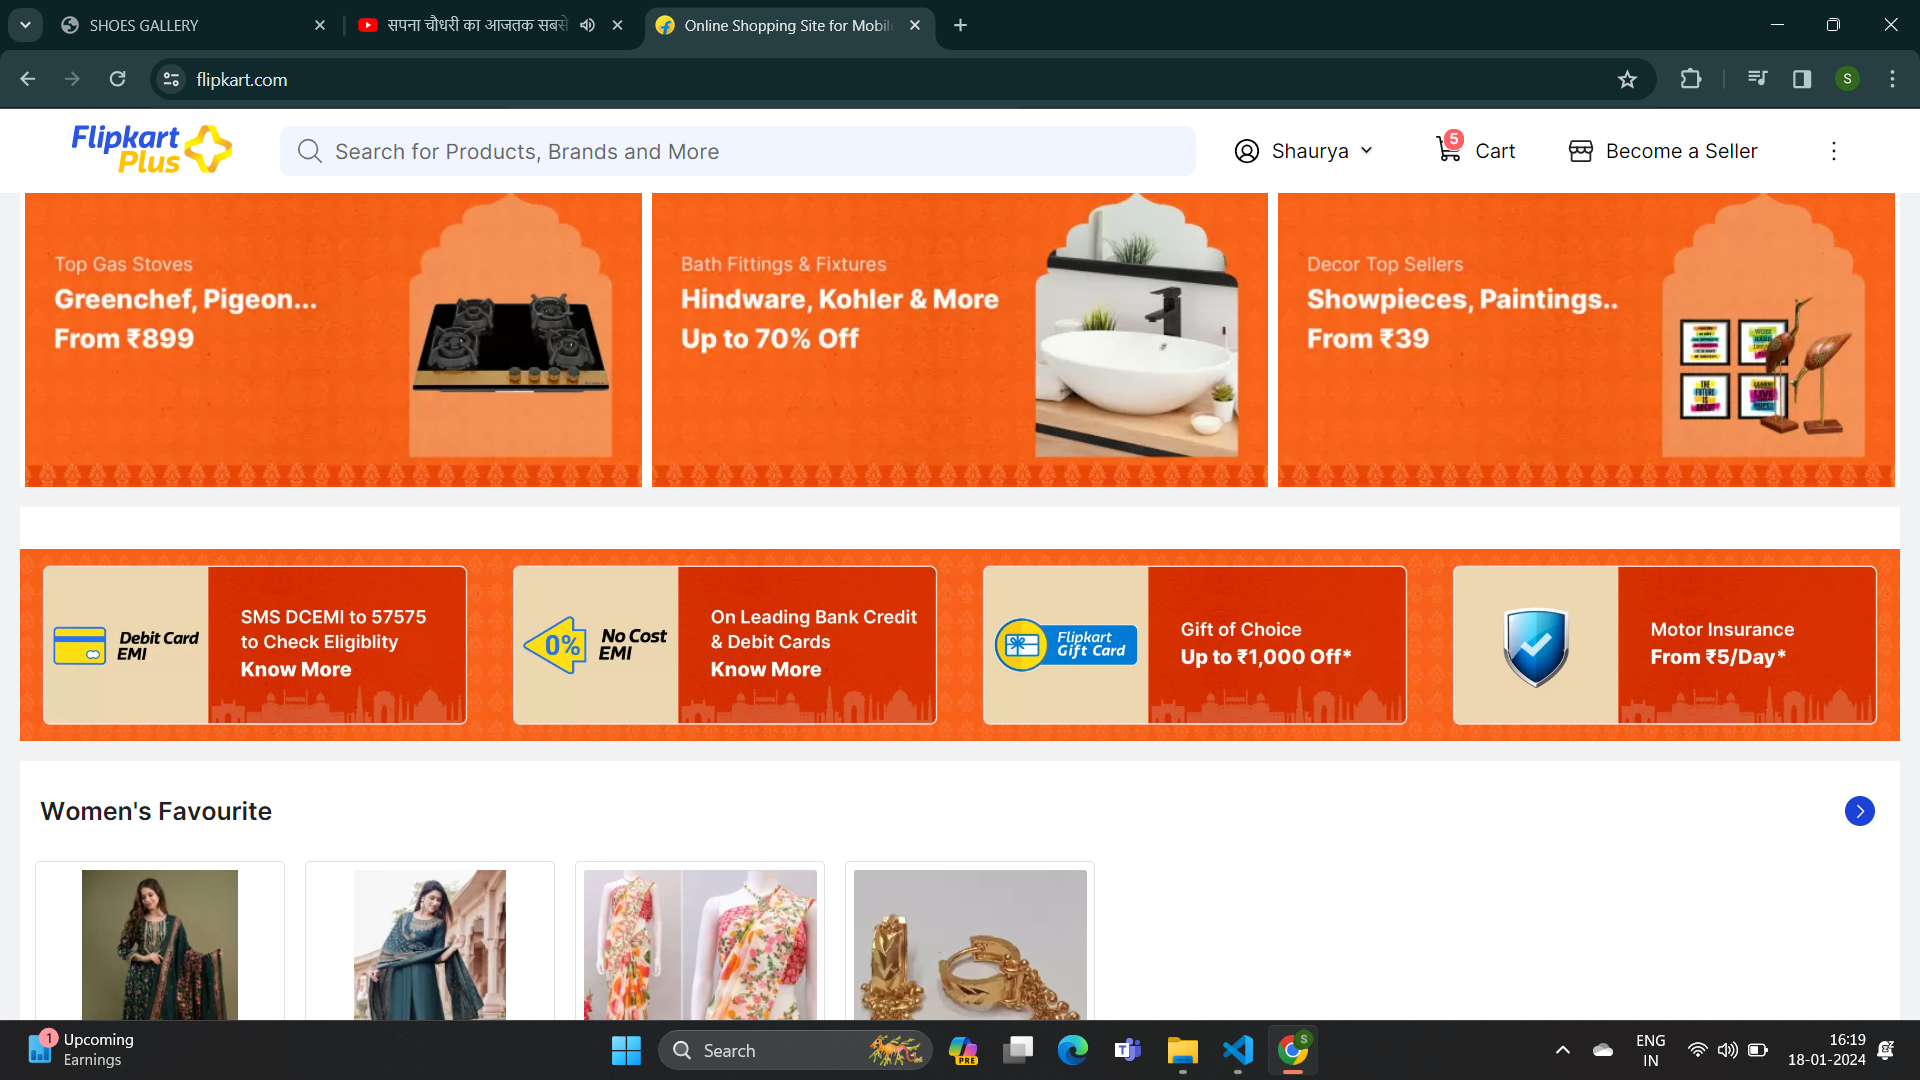 SHOES GALLERY
सपना चौधरी का आजतक सबसे
Online Shopping Site for Mobil
flipkart.com
S
Flipkart
Plus
Search for Products, Brands and More
Shaurya
5
Cart
Become a Seller
Top Gas Stoves
Greenchef, Pigeon...
From ₹899
Bath Fittings & Fixtures
Hindware, Kohler & More
Up to 70% Off
Decor Top Sellers
Showpieces, Paintings..
From ₹39
THE
FUTURE
IS
Debit Card
EMI
SMS DCEMI to 57575
to Check Eligiblity
Know More
0%
No Cost
EMI
On Leading Bank Credit
& Debit Cards
Know More
Flipkart
Gift Card
Gift of Choice
Up to ₹1,000 Off*
Motor Insurance
From ₹5/Day*
Women's Favourite
1
Upcoming
Earnings
Search
PRE
S
ENG
IN
16:19
18-01-2024